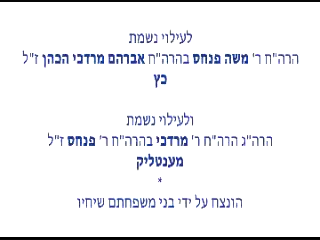 לעילוי נשמת
הרה"ח ר' משה פנחס בהרה"ח אברהם מרדכי הכהן ז"ל
כץ
ולעילוי נשמת
הרה"ג הרה"ח ר' מרדכי בהרה"ח ר' פנחס ז"ל
מענטליק
*
הונצח על ידי בני משפחתם שיחיו